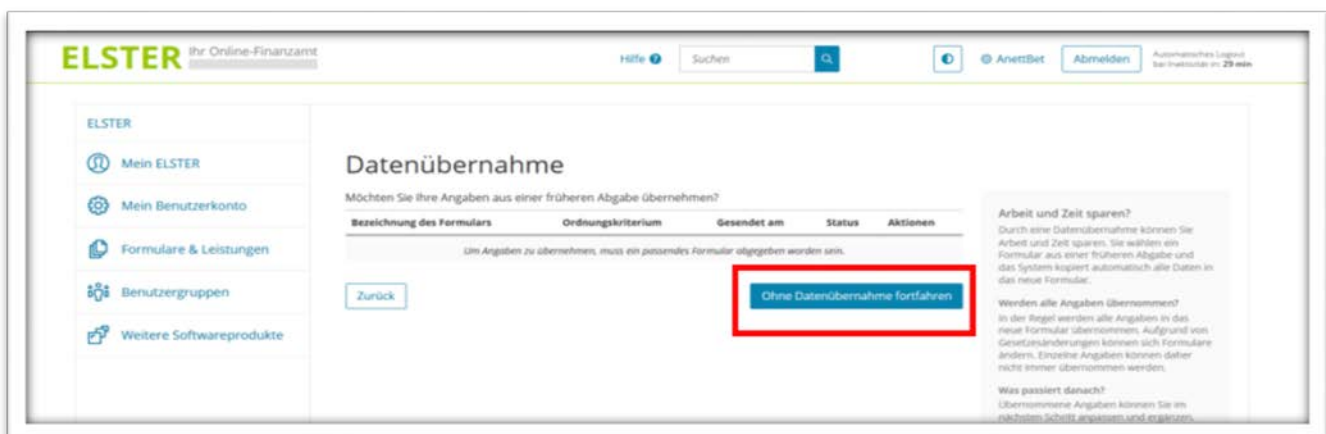 ELSTER Ihr Online-Finanzamt
Hilfe
Suchen
AnettBet
Abmelden
Automatisches Logout
bei Inaktivität in: 29 min
ELSTER
Mein ELSTER
Mein Benutzerkonto
Formulare & Leistungen
Benutzergruppen
Weitere Softwareprodukte
Datenübernahme
Möchten Sie Ihre Angaben aus einer früheren Abgabe übernehmen?
Bezeichnung des Formulars Ordnungskriterium Gesendet am Status Aktionen
Um Angaben zu übernehmen, muss ein passendes Formular abgegeben worden sein.
Zurück
Ohne Datenübernahme fortfahren
Arbeit und Zeit sparen?
Durch eine Datenübernahme können Sie
Arbeit und Zeit sparen. Sie wählen ein
Formular aus einer früheren Abgabe und
das System kopiert automatisch alle Daten in
das neue Formular.
Werden alle Angaben übernommen?
In der Regel werden alle Angaben in das
neue Formular übernommen. Aufgrund von
Gesetzesänderungen können sich Formulare
ändern. Einzelne Angaben können daher
nicht immer übernommen werden.
Was passiert danach?
Übernommene Angaben können Sie im
nächsten Schritt anpassen und ergänzen.